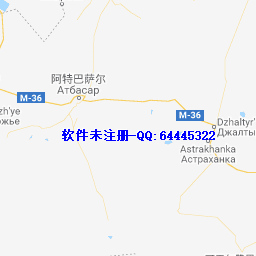 阿特巴萨尔
Атбасар
M-36
M-36
zh'ye
Dzhaltyr'
ожье
Джалты
软件未注册-QQ:64445322
Astrakhanka
Астраханка